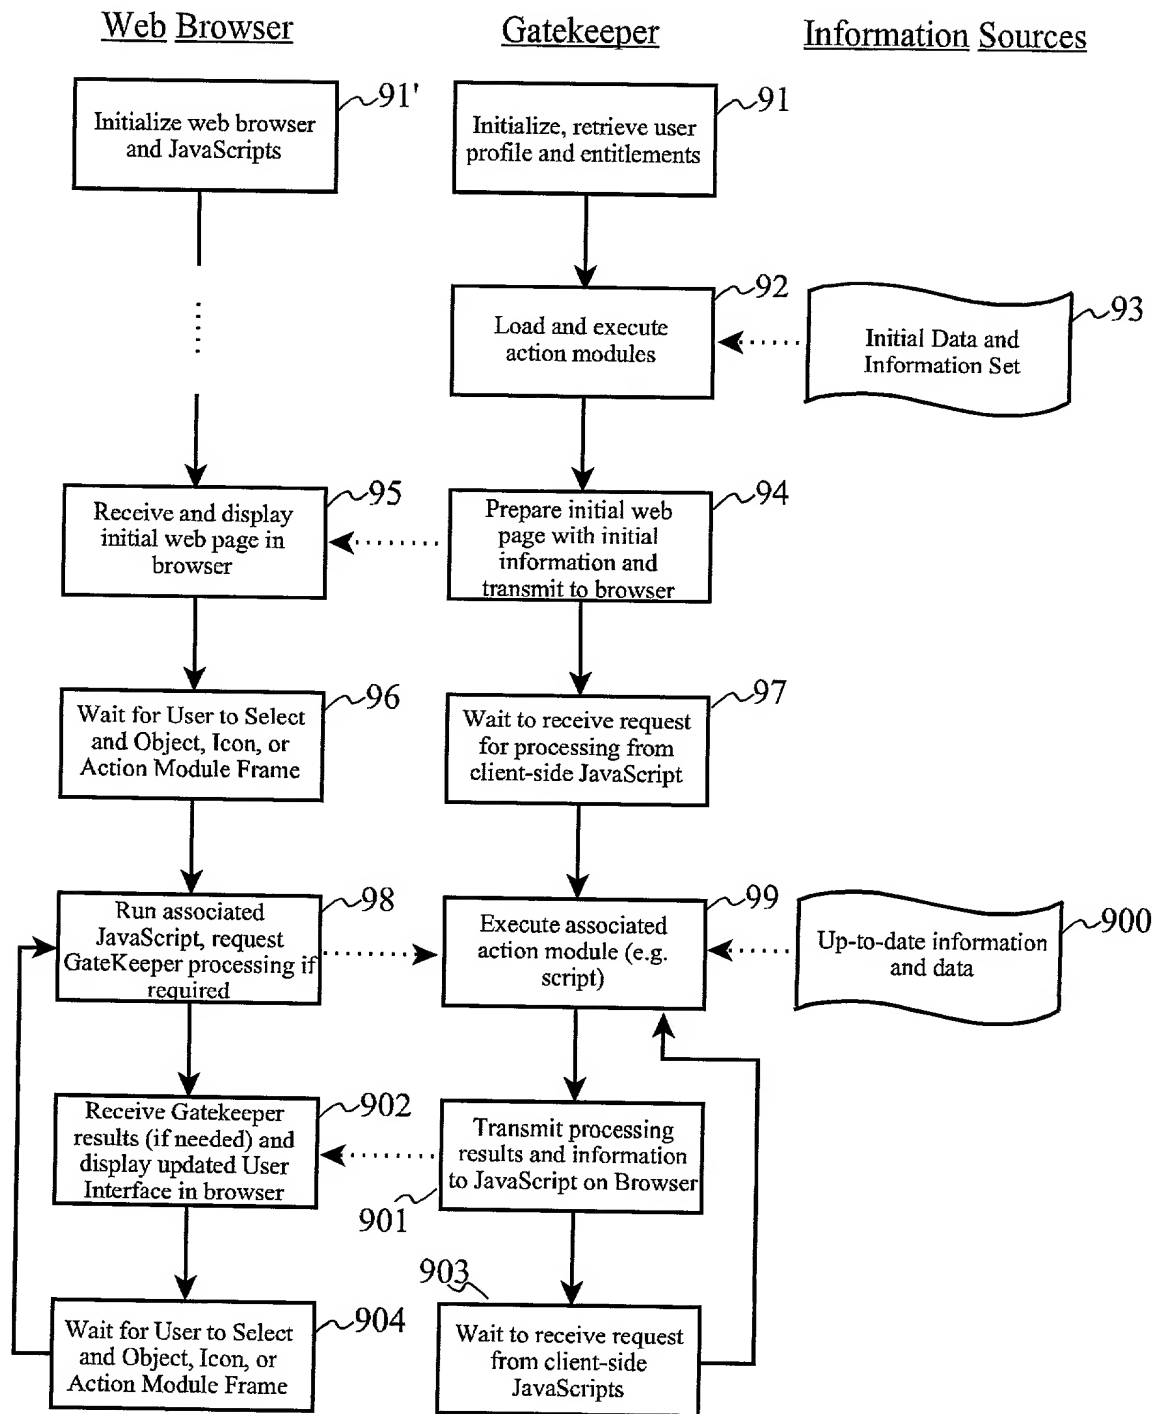 Web Browser
Gatekeeper
Information Sources
91'
Initialize web browser
and JavaScripts
91
Initialize, retrieve user
profile and entitlements
92
Load and execute
action modules
93
Initial Data and
Information Set
95
Receive and display
initial web page in
browser
94
Prepare initial web
page with initial
information and
transmit to browser
96
Wait for User to Select
and Object, Icon, or
Action Module Frame
97
Wait to receive request
for processing from
client-side JavaScript
98
Run associated
JavaScript, request
GateKeeper processing if
required
99
Execute associated
action module (e.g.
script)
900
Up-to-date information
and data
902
Receive Gatekeeper
results (if needed) and
display updated User
Interface in browser
Transmit processing
results and information
to JavaScript on Browser
901
903
904
Wait for User to Select
and Object, Icon, or
Action Module Frame
Wait to receive request
from client-side
JavaScripts